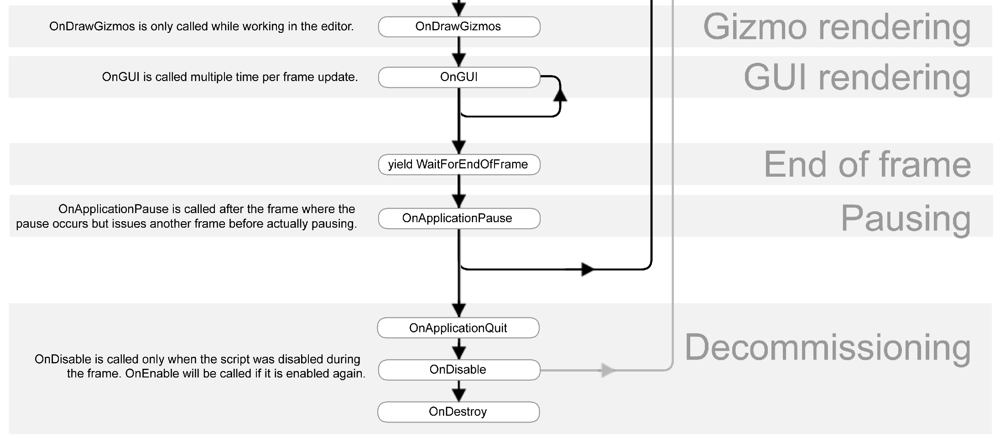 OnDrawGizmos is only called while working in the editor.
OnDrawGizmos
Gizmo rendering
OnGUI is called multiple time per frame update.
OnGUI
GUI rendering
yield WaitForEndOfFrame
End of frame
OnApplicationPause is called after the frame where the
pause occurs but issues another frame before actually pausing.
OnApplicationPause
Pausing
OnApplicationQuit
OnDisable is called only when the script was disabled during
the frame. OnEnable will be called if it is enabled again.
OnDisable
Decommissioning
OnDestroy